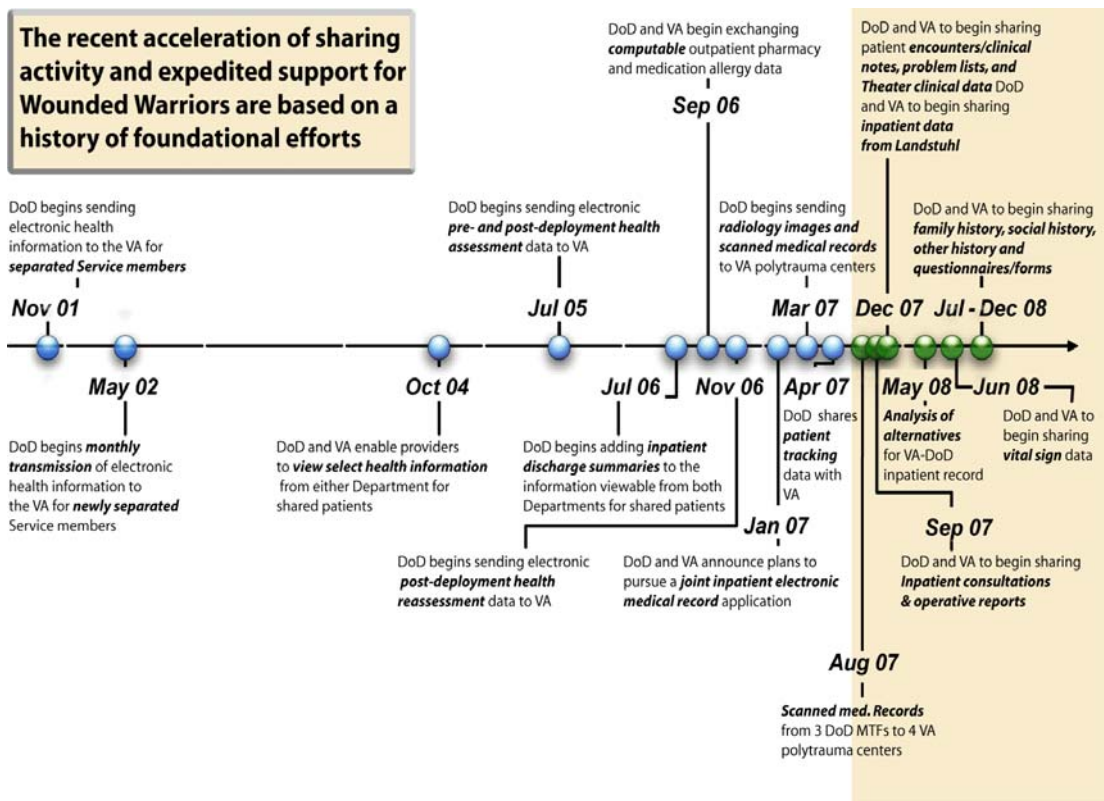 The recent acceleration of sharing
activity and expedited support for
Wounded Warriors are based on a
history of foundational efforts
DoD and VA begin exchanging
computable outpatient pharmacy
and medication allergy data
Sep 06
DoD and VA to begin sharing
patient encounters/clinical
notes, problem lists, and
Theater clinical data DoD
and VA to begin sharing
inpatient data
from Landstuhl
DoD begins sending
electronic health
information to the VA for
separated Service members
Nov 01
DoD begins sending electronic
pre- and post-deployment health
assessment data to VA
Jul 05
DoD begins sending
radiology images and
scanned medical records
to VA polytrauma centers
Mar 07
Dec 07
DoD and VA to begin sharing
family history, social history,
other history and
questionnaires/forms
Jul - Dec 08
May 02
DoD begins monthly
transmission of electronic
health information to
the VA for newly separated
Service members
Oct 04
DoD and VA enable providers
to view select health information
from either Department for
shared patients
Jul 06
DoD begins adding inpatient
discharge summaries to the
information viewable from both
Departments for shared patients
Nov 06
DoD begins sending electronic
post-deployment health
reassessment data to VA
Apr 07
DoD shares
patient
tracking
data with
VA
Jan 07
DoD and VA announce plans to
pursue a joint inpatient electronic
medical record application
May 08
Analysis of
alternatives
for VA-DoD
inpatient record
Jun 08
DoD and VA to
begin sharing
vital sign data
Sep 07
DoD and VA to begin sharing
Inpatient consultations
& operative reports
Aug 07
Scanned med. Records
from 3 DoD MTFs to 4 VA
polytrauma centers